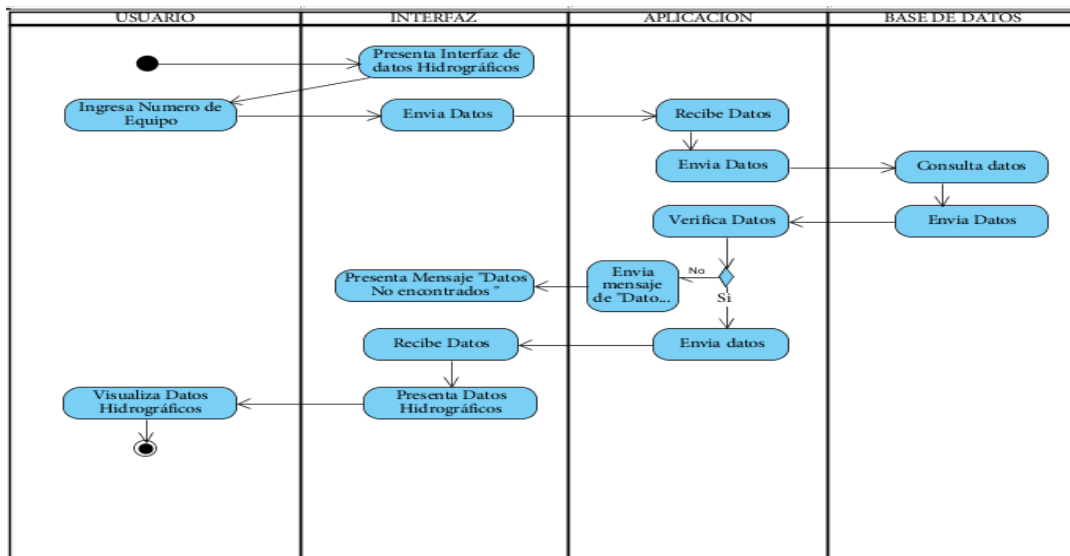 USUARIO
INTERFAZ
APLICACION
BASE DE DATOS
Presenta Interfaz de
datos Hidrográficos
Ingresa Numero de
Equipo
Envia Datos
Recibe Datos
Envia Datos
Consulta datos
Verifica Datos
Envia Datos
Presenta Mensaje "Datos
No encontrados "
Envia
mensaje
de "Dato...
No
Si
Recibe Datos
Envia datos
Visualiza Datos
Hidrográficos
Presenta Datos
Hidrográficos